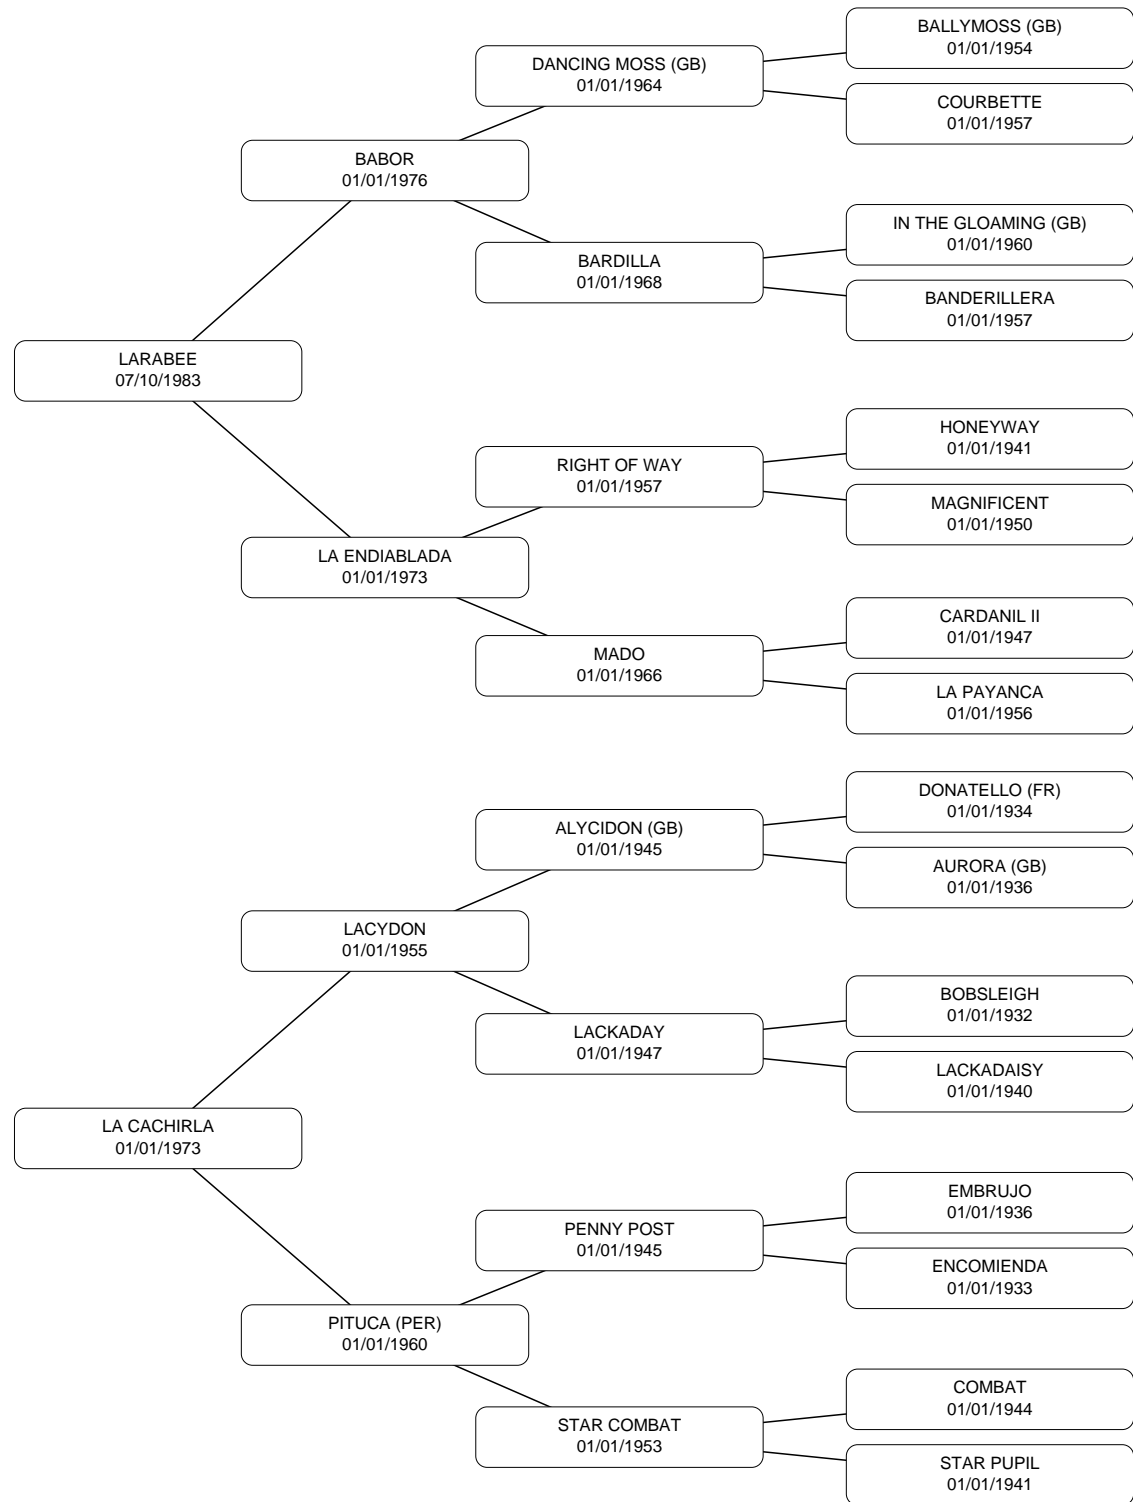 BALLYMOSS (GB)
01/01/1954
DANCING MOSS (GB)
01/01/1964
COURBETTE
01/01/1957
BABOR
01/01/1976
IN THE GLOAMING (GB)
01/01/1960
BARDILLA
01/01/1968
BANDERILLERA
01/01/1957
LARABEE
07/10/1983
HONEYWAY
01/01/1941
RIGHT OF WAY
01/01/1957
MAGNIFICENT
01/01/1950
LA ENDIABLADA
01/01/1973
CARDANIL II
01/01/1947
MADO
01/01/1966
LA PAYANCA
01/01/1956
DONATELLO (FR)
01/01/1934
ALYCIDON (GB)
01/01/1945
AURORA (GB)
01/01/1936
LACYDON
01/01/1955
BOBSLEIGH
01/01/1932
LACKADAY
01/01/1947
LACKADAISY
01/01/1940
LA CACHIRLA
01/01/1973
EMBRUJO
01/01/1936
PENNY POST
01/01/1945
ENCOMIENDA
01/01/1933
PITUCA (PER)
01/01/1960
COMBAT
01/01/1944
STAR COMBAT
01/01/1953
STAR PUPIL
01/01/1941